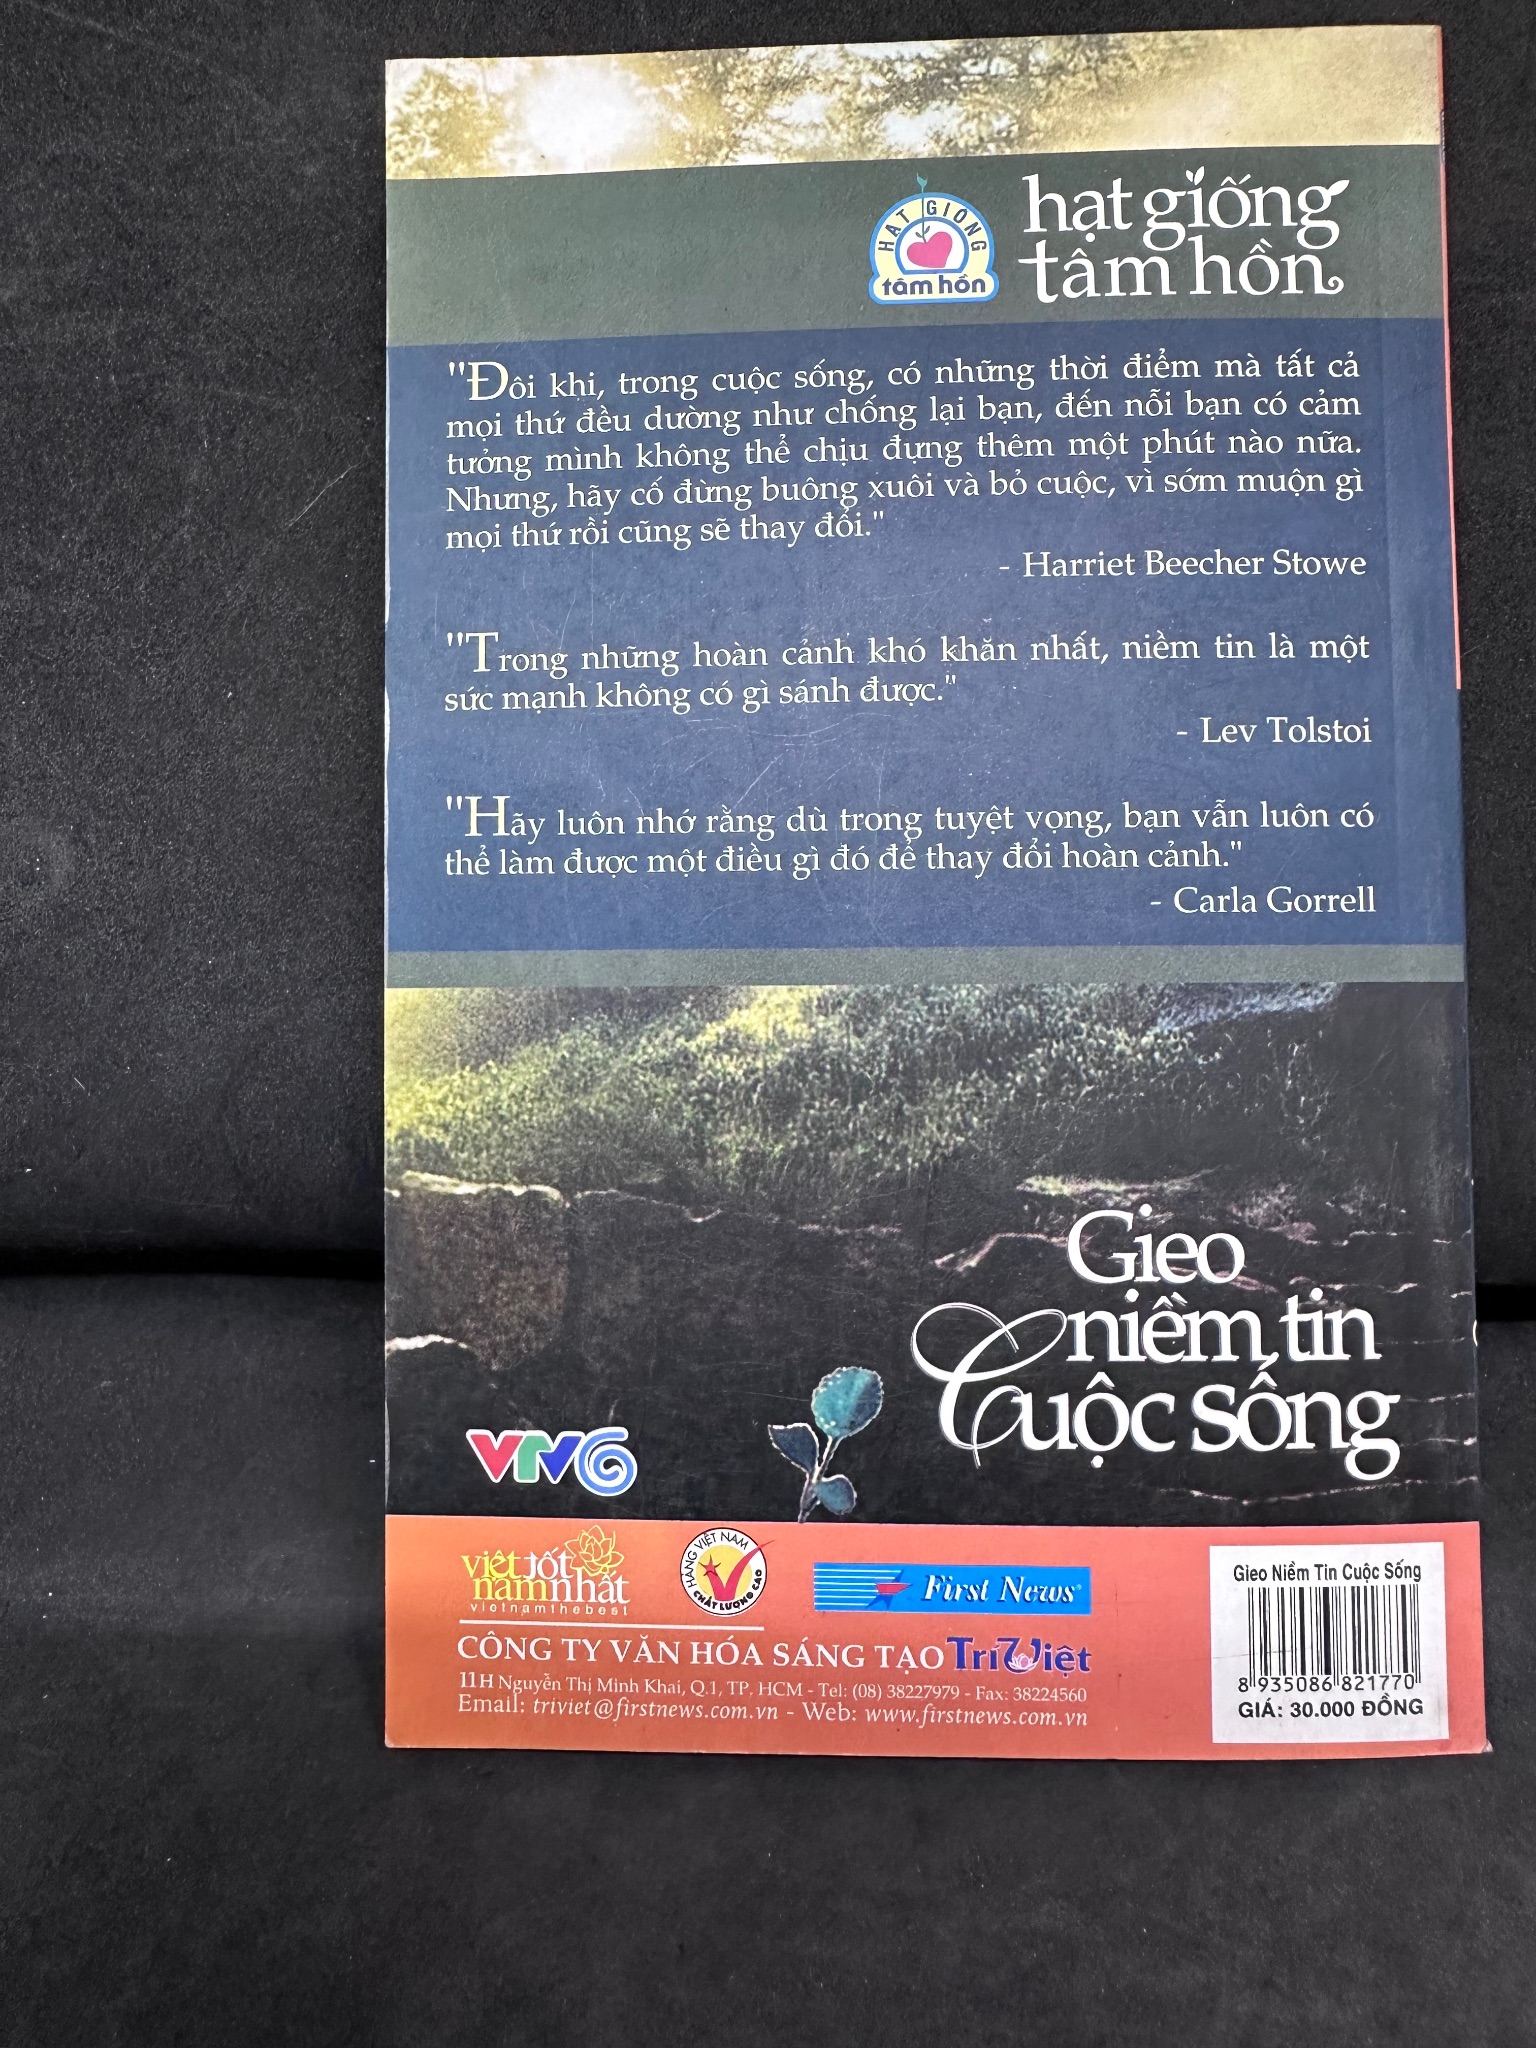 HẠT GIỐNG
tâm hồn
hạt giống
tâm hồn
"Đôi khi, trong cuộc sống, có những thời điểm mà tất cả
mọi thứ đều dường như chống lại bạn, đến nỗi bạn có cảm
tưởng mình không thể chịu đựng thêm một phút nào nữa.
Nhưng, hãy cố đừng buông xuôi và bỏ cuộc, vì sớm muộn gì
mọi thứ rồi cũng sẽ thay đổi."
- Harriet Beecher Stowe
"Trong những hoàn cảnh khó khăn nhất, niềm tin là một
sức mạnh không có gì sánh được."
- Lev Tolstoi
"Hãy luôn nhớ rằng dù trong tuyệt vọng, bạn vẫn luôn có
thể làm được một điều gì đó để thay đổi hoàn cảnh."
- Carla Gorrell
Gieo
niềm tin
Cuộc sống
VTV6
việt tốt
nam nhất
vietnamthebest
HÀNG VIỆT NAM
CHẤT LƯỢNG CAO
First News
CÔNG TY VĂN HÓA SÁNG TẠO Trí Việt
11H Nguyễn Thị Minh Khai, Q.1, TP. HCM - Tel: (08) 38227979 - Fax: 38224560
Email: triviet@firstnews.com.vn - Web: www.firstnews.com.vn
Gieo Niềm Tin Cuộc Sống
8 935086 821770
GIÁ: 30.000 ĐỒNG